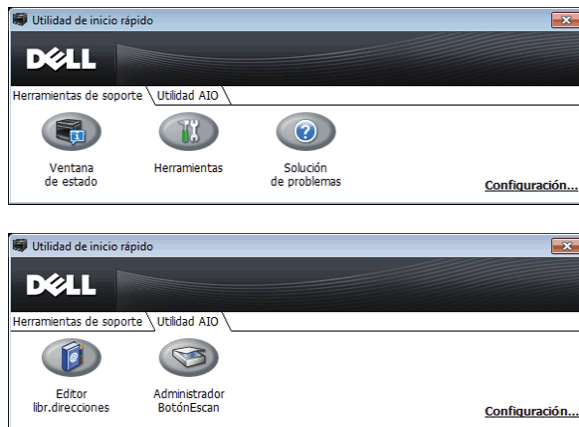 Utilidad de inicio rápido
DELL
Herramientas de soporte Utilidad AIO
Ventana
de estado
Herramientas
Solución
de problemas
Configuración...
Utilidad de inicio rápido
DELL
Herramientas de soporte Utilidad AIO
Editor
libr.direcciones
Administrador
BotónEscan
Configuración...